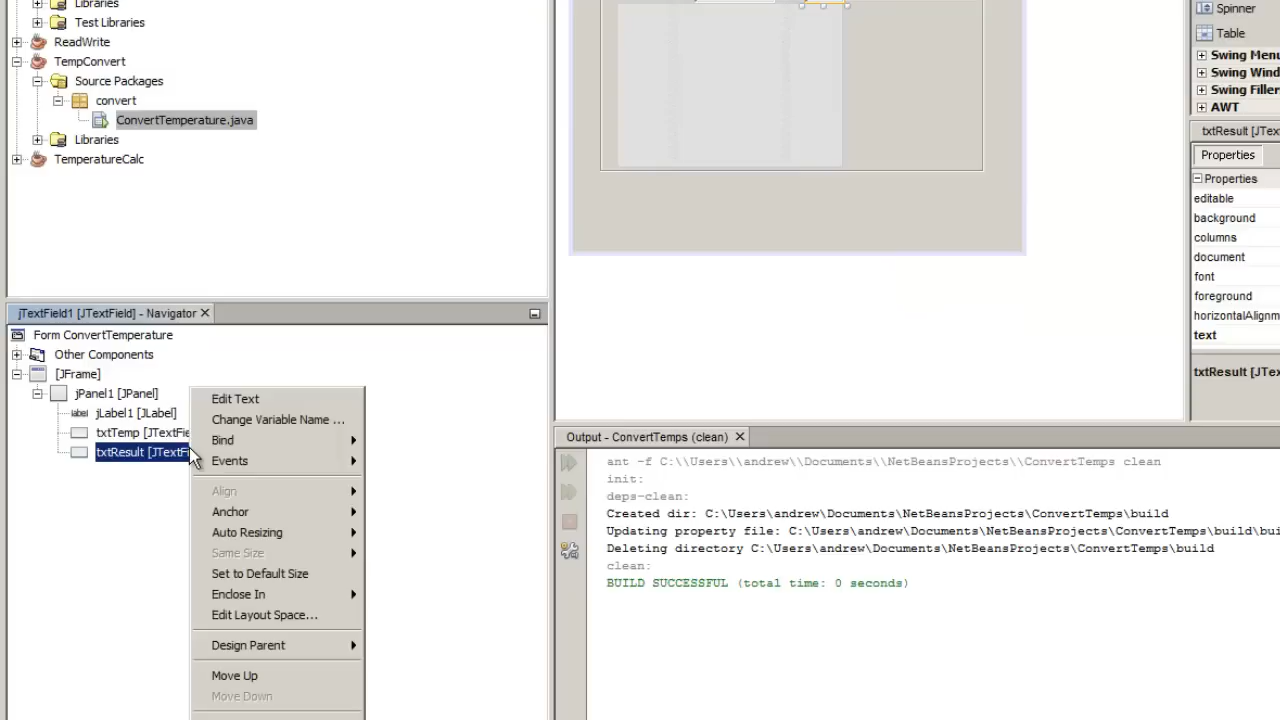 Libraries
Test Libraries
ReadWrite
TempConvert
Source Packages
convert
ConvertTemperature.java
Libraries
TemperatureCalc
Spinner
Table
Swing Menu
Swing Wind
Swing Filler
AWT
txtResult [JTex
Properties
Properties
editable
background
columns
document
font
foreground
horizontalAlignm
text
txtResult [JTex
jTextField1 [JTextField] - Navigator
Form ConvertTemperature
Other Components
[JFrame]
jPanel1 [JPanel]
jLabel1 [JLabel]
txtTemp [JTextFie
txtResult [JTextFi
Edit Text
Change Variable Name ...
Bind
Events
Align
Anchor
Auto Resizing
Same Size
Set to Default Size
Enclose In
Edit Layout Space...
Design Parent
Move Up
Move Down
Output - ConvertTemps (clean)
ant -f C:\\Users\\andrew\\Documents\\NetBeansProjects\\ConvertTemps clean
init:
deps-clean:
Created dir: C:\Users\andrew\Documents\NetBeansProjects\ConvertTemps\build
Updating property file: C:\Users\andrew\Documents\NetBeansProjects\ConvertTemps\build\bui
Deleting directory C:\Users\andrew\Documents\NetBeansProjects\ConvertTemps\build
clean:
BUILD SUCCESSFUL (total time: 0 seconds)